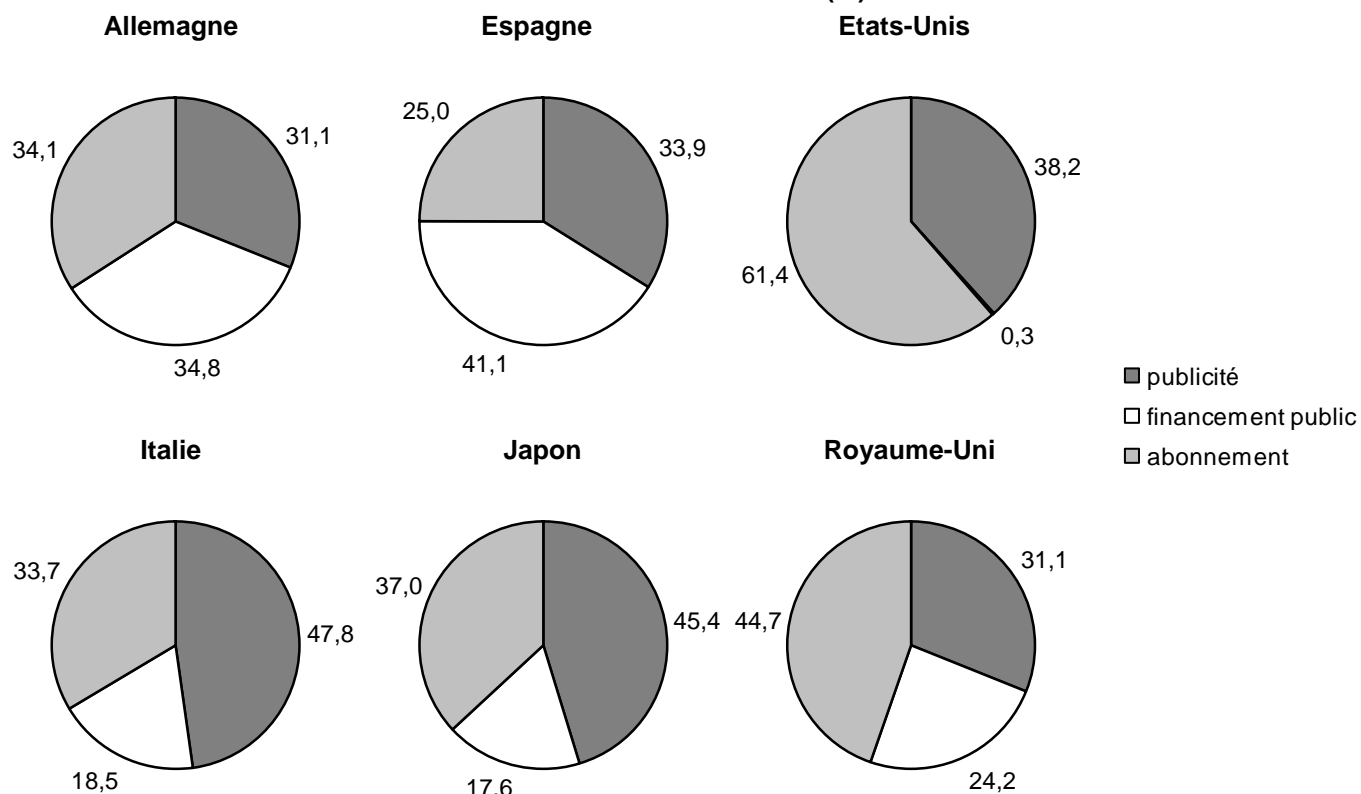 Allemagne
34,1
31,1
34,8
Espagne
25,0
33,9
41,1
Etats-Unis
38,2
61,4
0,3
publicité
financement public
abonnement
Italie
33,7
47,8
18,5
Japon
37,0
45,4
17,6
Royaume-Uni
31,1
44,7
24,2